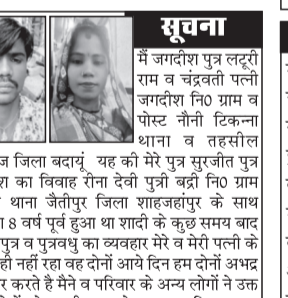 सूचना
मैं जगदीश पुत्र लटूरी
राम व चंद्रवती पत्नी
जगदीश नि0 ग्राम व
पोस्ट नौनी टिकन्ना
थाना व तहसील
ज जिला बदायूं यह की मेरे पुत्र सुरजीत पुत्र
श का विवाह रीना देवी पुत्री बद्री नि0 ग्राम
थाना जैतीपुर जिला शाहजहांपुर के साथ
8 वर्ष पूर्व हुआ था शादी के कुछ समय बाद
पुत्र व पुत्रवधु का व्यवहार मेरे व मेरी पत्नी के
ही नहीं रहा वह दोनों आये दिन हम दोनों अभद्र
र करते है मैने व परिवार के अन्य लोगों ने उक्त